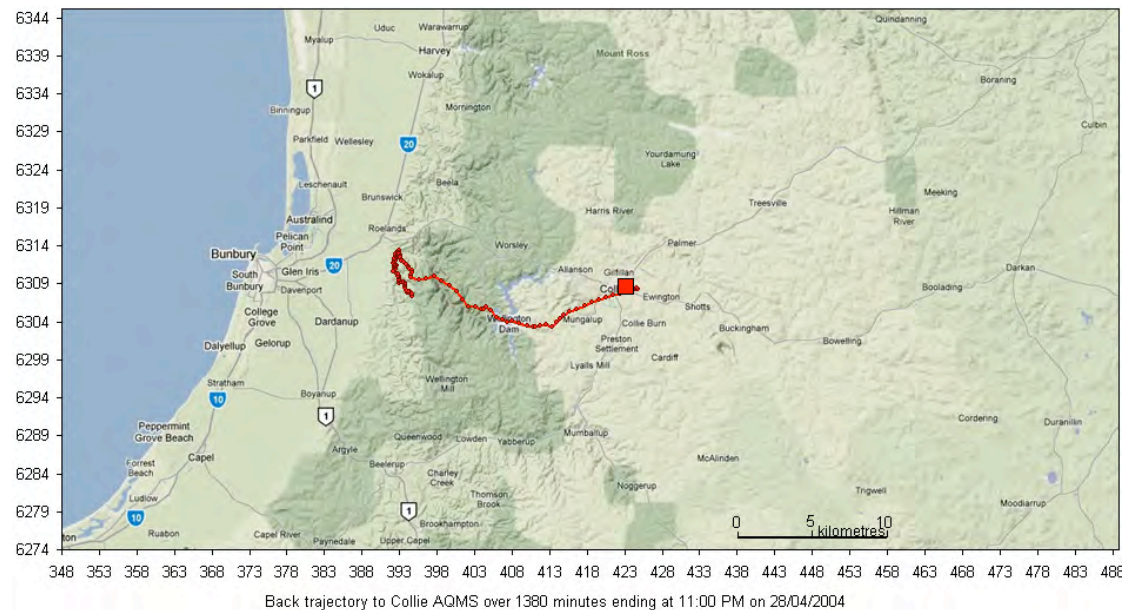 6344
6339
6334
6329
6324
6319
6314
6309
6304
6299
6294
6289
6284
6279
6274
Uduc
Warawarrup
Quindanning
Myalup
Harvey
Mount Ross
Wokalup
1
Boraning
Binningup
Mornington
Culbin
Parkfield
Wellesley
20
Yourdamung
Lake
Leschenault
Beela
Meeking
Brunswick
Treesville
Australind
Harris River
Hillman
River
Roelands
Pelican
Point
Palmer
Bunbury
Worsley
Glen Iris
20
Allanson
Gilfillan
Darkan
South
Bunbury
Davenport
Coll
Ewington
Boolading
Shotts
College
Grove
Dardanup
Wellington
Dam
Mungalup
Collie Burn
Buckingham
Preston
Settlement
Bowelling
Dalyellup
Gelorup
Lyalls Mill
Cardiff
Stratham
Wellington
Mill
10
Boyanup
1
Cordering
Duranillin
Peppermint
Grove Beach
Queenwood
Lowden
Yabberup
Mumballup
Argyle
Capel
Beelerup
McAlinden
Forrest
Beach
Charley
Creek
Noggerup
Trigwell
Ludlow
Thomson
Brook
Moodiarrup
10
1
0 5 10
kilometres
ton
Ruabon
Capel River
Paynedale
Upper Capel
Brookhampton
348 353 358 363 368 373 378 383 388 393 398 403 408 413 418 423 428 433 438 443 448 453 458 463 468 473 478 483 488
Back trajectory to Collie AQMS over 1380 minutes ending at 11:00 PM on 28/04/2004